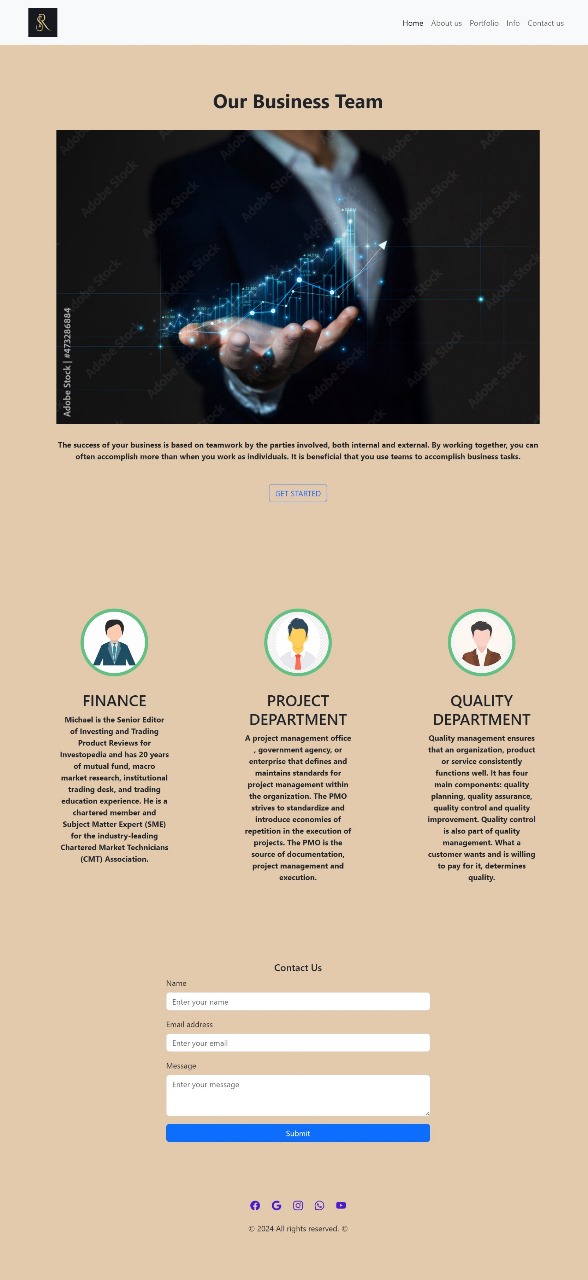 Home About us Portfolio Info Contact us
Our Business Team
Adobe Stock
Adobe Stock | #473286884
The success of your business is based on teamwork by the parties involved, both internal and external. By working together, you can
often accomplish more than when you work as individuals. It is beneficial that you use teams to accomplish business tasks.
GET STARTED
FINANCE
Michael is the Senior Editor
of Investing and Trading
Product Reviews for
Investopedia and has 20 years
of mutual fund, macro
market research, institutional
trading desk, and trading
education experience. He is a
chartered member and
Subject Matter Expert (SME)
for the industry-leading
Chartered Market Technicians
(CMT) Association.
PROJECT
DEPARTMENT
A project management office
, government agency, or
enterprise that defines and
maintains standards for
project management within
the organization. The PMO
strives to standardize and
introduce economies of
repetition in the execution of
projects. The PMO is the
source of documentation,
project management and
execution.
QUALITY
DEPARTMENT
Quality management ensures
that an organization, product
or service consistently
functions well. It has four
main components: quality
planning, quality assurance,
quality control and quality
improvement. Quality control
is also part of quality
management. What a
customer wants and is willing
to pay for it, determines
quality.
Contact Us
Name
Enter your name
Email address
Enter your email
Message
Enter your message
Submit
© 2024 All rights reserved. ©